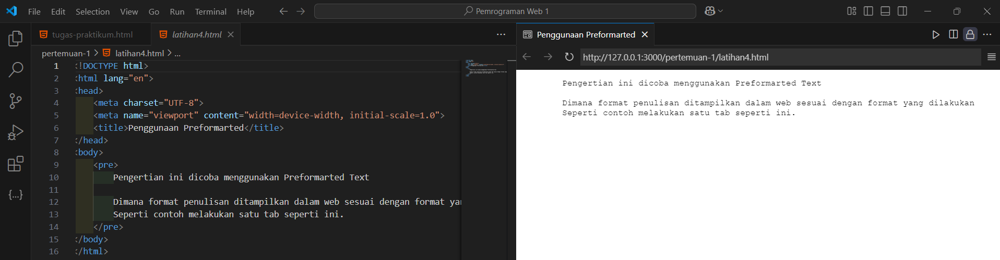 File Edit Selection View Go Run Terminal Help Pemrograman Web 1
tugas-praktikum.html latihan4.html ...
pertemuan-1 > latihan4.html > ...
1 <!DOCTYPE html>
2 <html lang="en">
3 <head>
4 <meta charset="UTF-8">
5 <meta name="viewport" content="width=device-width, initial-scale=1.0">
6 <title>Penggunaan Preformarted</title>
7 </head>
8 <body>
9 <pre>
10 Pengertian ini dicoba menggunakan Preformarted Text
11
12 Dimana format penulisan ditampilkan dalam web sesuai dengan format yan
13 Seperti contoh melakukan satu tab seperti ini.
14 </pre>
15 </body>
16 </html>
Penggunaan Preformarted
http://127.0.0.1:3000/pertemuan-1/latihan4.html
Pengertian ini dicoba menggunakan Preformarted Text
Dimana format penulisan ditampilkan dalam web sesuai dengan format yang dilakukan
Seperti contoh melakukan satu tab seperti ini.